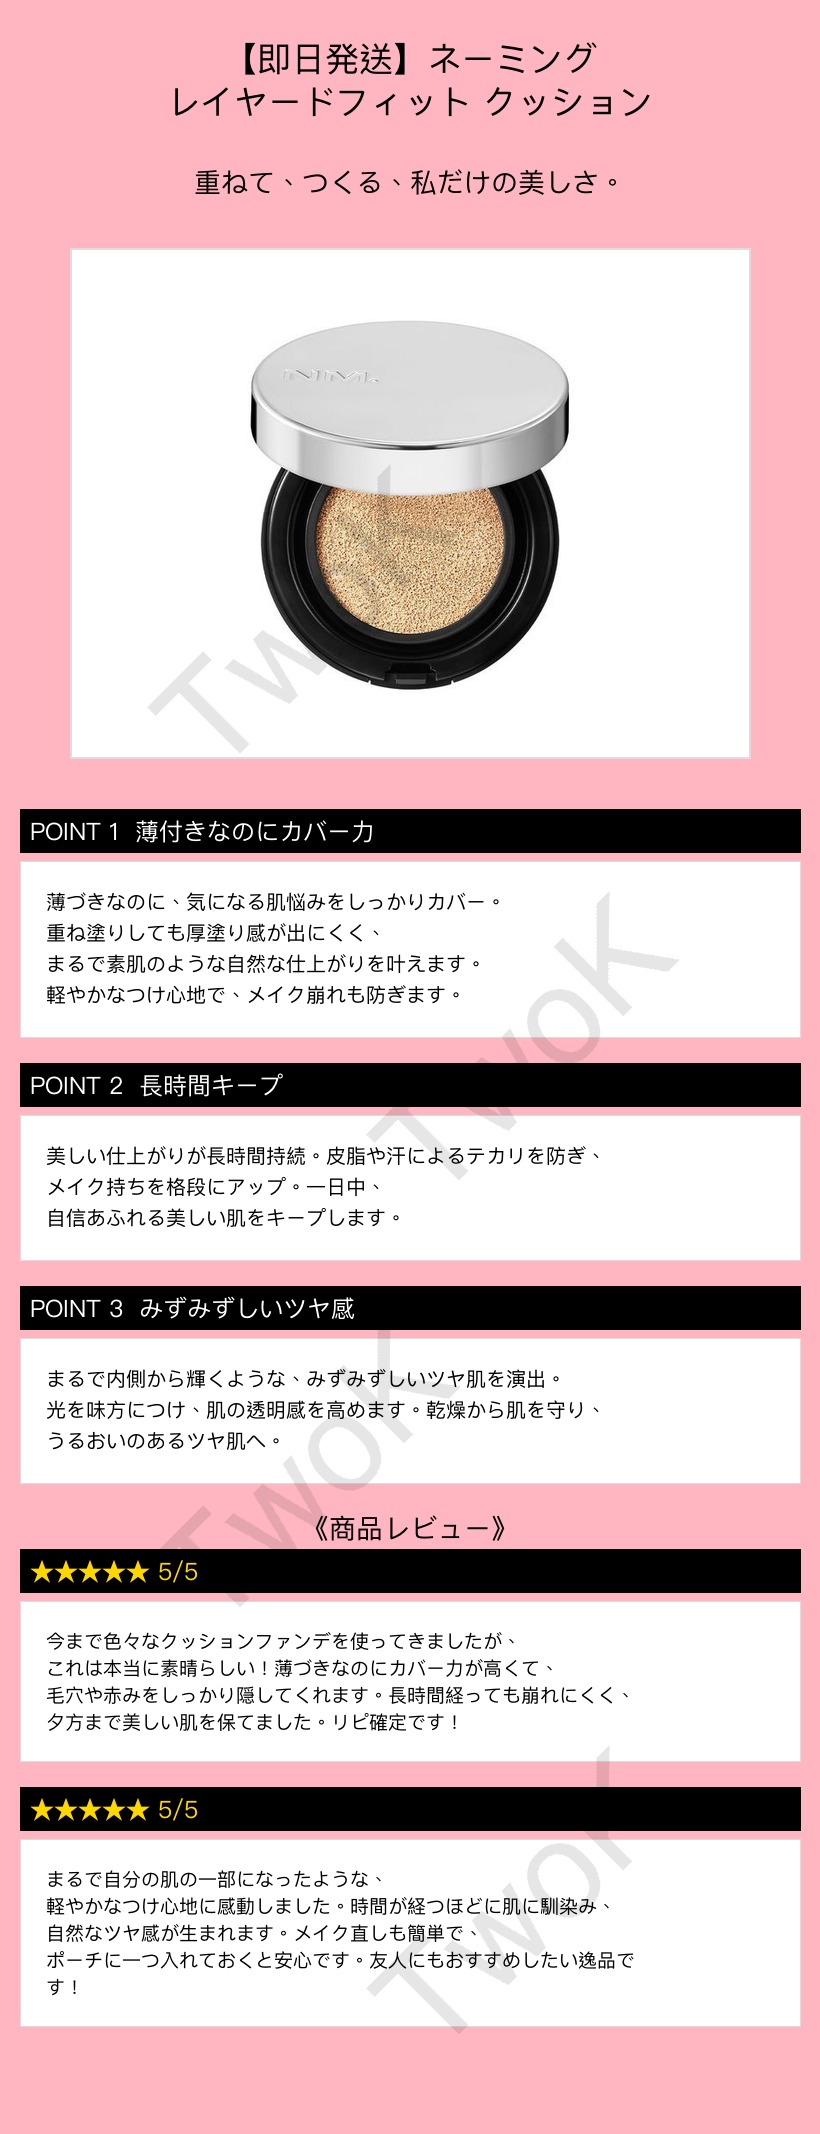 【即日発送】ネーミング
レイヤードフィット クッション
重ねて、つくる、私だけの美しさ。
NM.
TwoK
POINT 1 薄付きなのにカバー力
薄づきなのに、気になる肌悩みをしっかりカバー。
重ね塗りしても厚塗り感が出にくく、
まるで素肌のような自然な仕上がりを叶えます。
軽やかなつけ心地で、メイク崩れも防ぎます。
TwoK
POINT 2 長時間キープ
美しい仕上がりが長時間持続。皮脂や汗によるテカリを防ぎ、
メイク持ちを格段にアップ。一日中、
自信あふれる美しい肌をキープします。
POINT 3 みずみずしいツヤ感
まるで内側から輝くような、みずみずしいツヤ肌を演出。
光を味方につけ、肌の透明感を高めます。乾燥から肌を守り、
うるおいのあるツヤ肌へ。
TwoK
《商品レビュー》
★★★★★ 5/5
今まで色々なクッションファンデを使ってきましたが、
これは本当に素晴らしい！薄づきなのにカバー力が高くて、
毛穴や赤みをしっかり隠してくれます。長時間経っても崩れにくく、
夕方まで美しい肌を保てました。リピ確定です！
★★★★★ 5/5
まるで自分の肌の一部になったような、
軽やかなつけ心地に感動しました。時間が経つほどに肌に馴染み、
自然なツヤ感が生まれます。メイク直しも簡単で、
ポーチに一つ入れておくと安心です。友人にもおすすめしたい逸品で
す！
TwoK